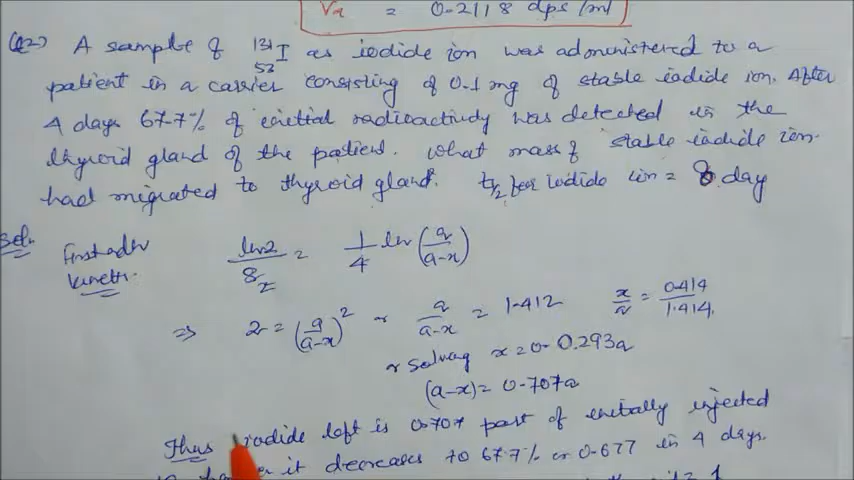 Va = 0.2118 dps/ml
Q2) A sample of 131 53 I as iodide ion was administered to a
patient in a carrier consisting of 0.1 mg of stable iodide ion. After
4 days 67.7% of initial radioactivity was detected in the
thyroid gland of the patient. What mass of stable iodide ion
had migrated to thyroid gland. t1/2 for iodide ion = 8 day
Soln. First order ln2/8 = 1/4 ln (a/a-x)
kinetics
⇒ 2 = (a/a-x)^2 ~ a/a-x = 1.412 x/a = 0.414/1.414
~ Solving x = 0.293a
(a-x) = 0.707a
Thus iodide left is 0.707 part of initially injected
it decreases to 67.7% or 0.677 in 4 days.